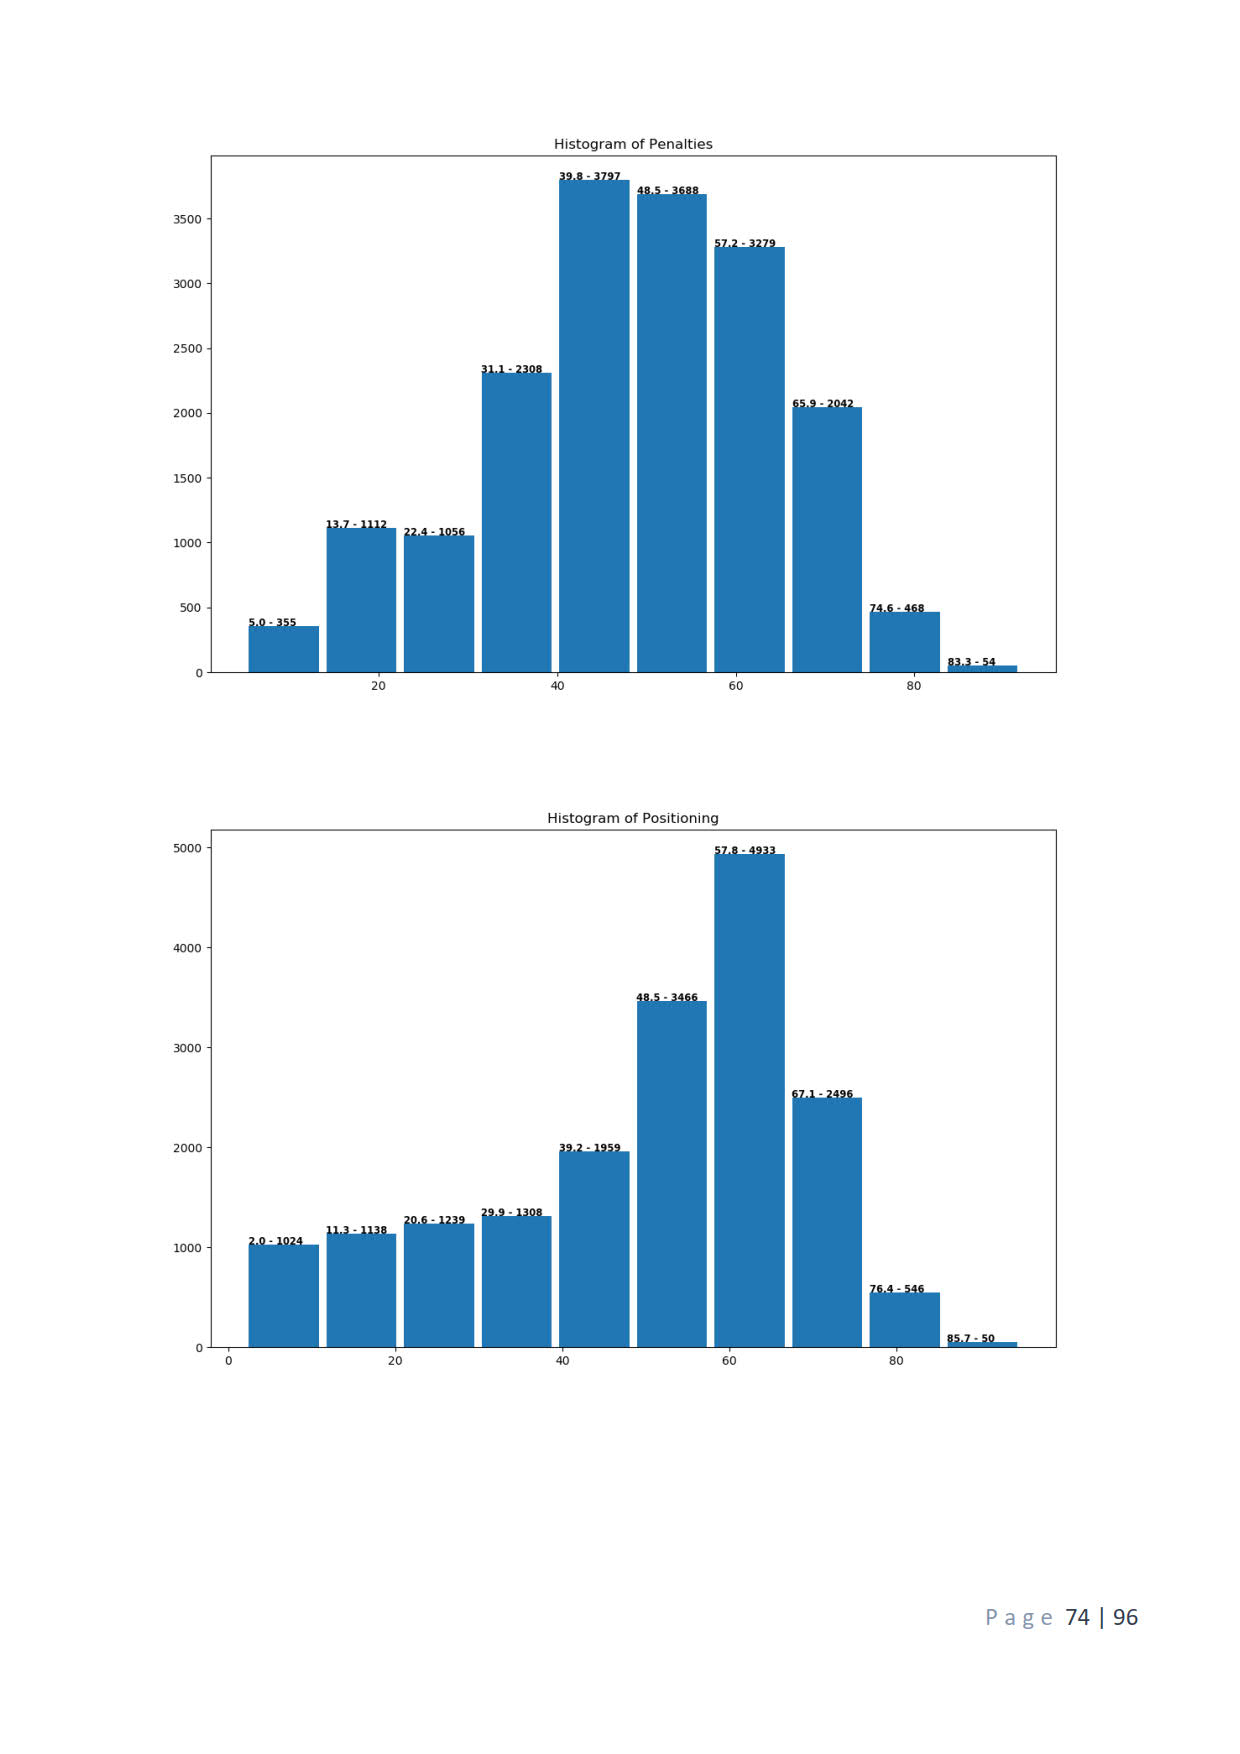 Histogram of Penalties
39.8 - 3797
48.5 - 3688
3500
57.2 - 3279
3000
2500
31.1 - 2308
65.9 - 2042
2000
1500
13.7 - 1112
22.4 - 1056
1000
500
5.0 - 355
74.6 - 468
83.3 - 54
0
20 40 60 80
Histogram of Positioning
5000
57.8 - 4933
4000
48.5 - 3466
3000
67.1 - 2496
2000
39.2 - 1959
29.9 - 1308
20.6 - 1239
11.3 - 1138
2.0 - 1024
1000
76.4 - 546
85.7 - 50
0
0 20 40 60 80
Page 74 | 96